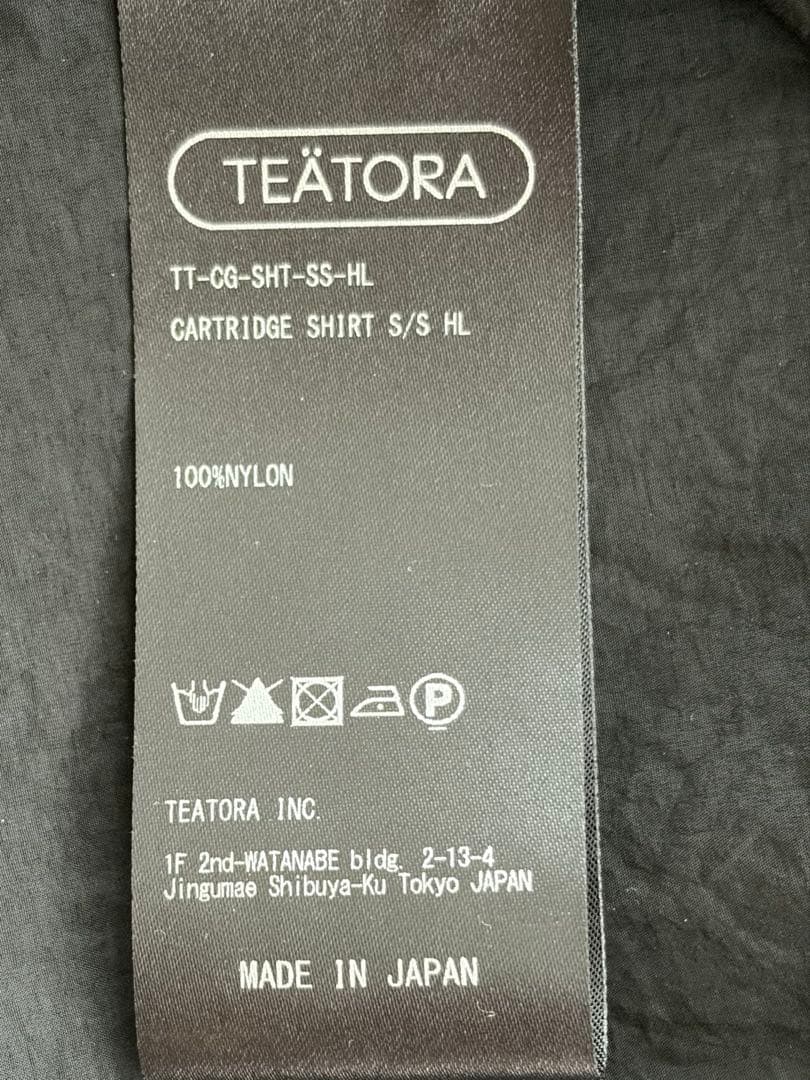 TEÄTORA
TT-CG-SHT-SS-HL
CARTRIDGE SHIRT S/S HL
100%NYLON
P
TEATORA INC.
1F 2nd-WATANABE bldg. 2-13-4
Jingumae Shibuya-Ku Tokyo JAPAN
MADE IN JAPAN